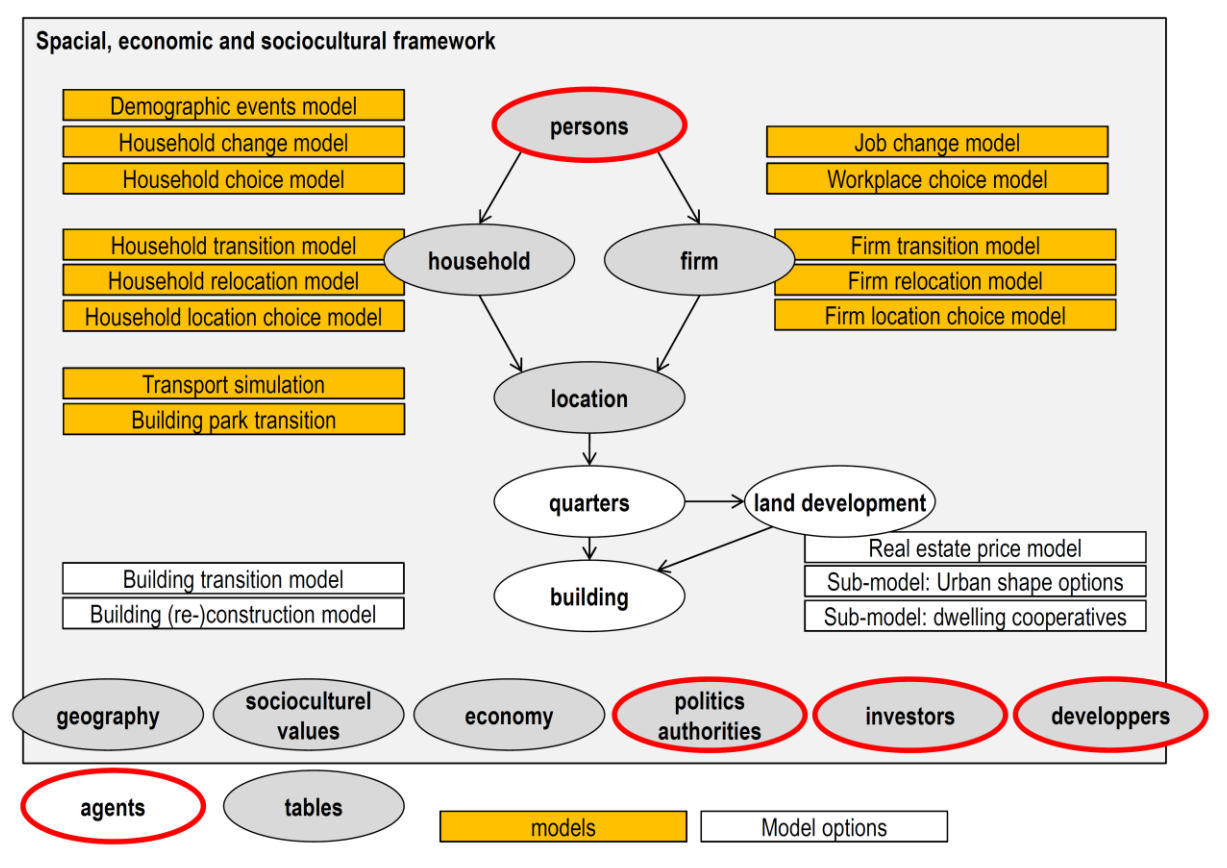 Spacial, economic and sociocultural framework
Demographic events model
Household change model
Household choice model
persons
Job change model
Workplace choice model
Household transition model
Household relocation model
Household location choice model
household
firm
Firm transition model
Firm relocation model
Firm location choice model
Transport simulation
Building park transition
location
quarters
land development
Building transition model
Building (re-)construction model
building
Real estate price model
Sub-model: Urban shape options
Sub-model: dwelling cooperatives
geography
socioculturel
values
economy
politics
authorities
investors
developpers
agents
tables
models
Model options